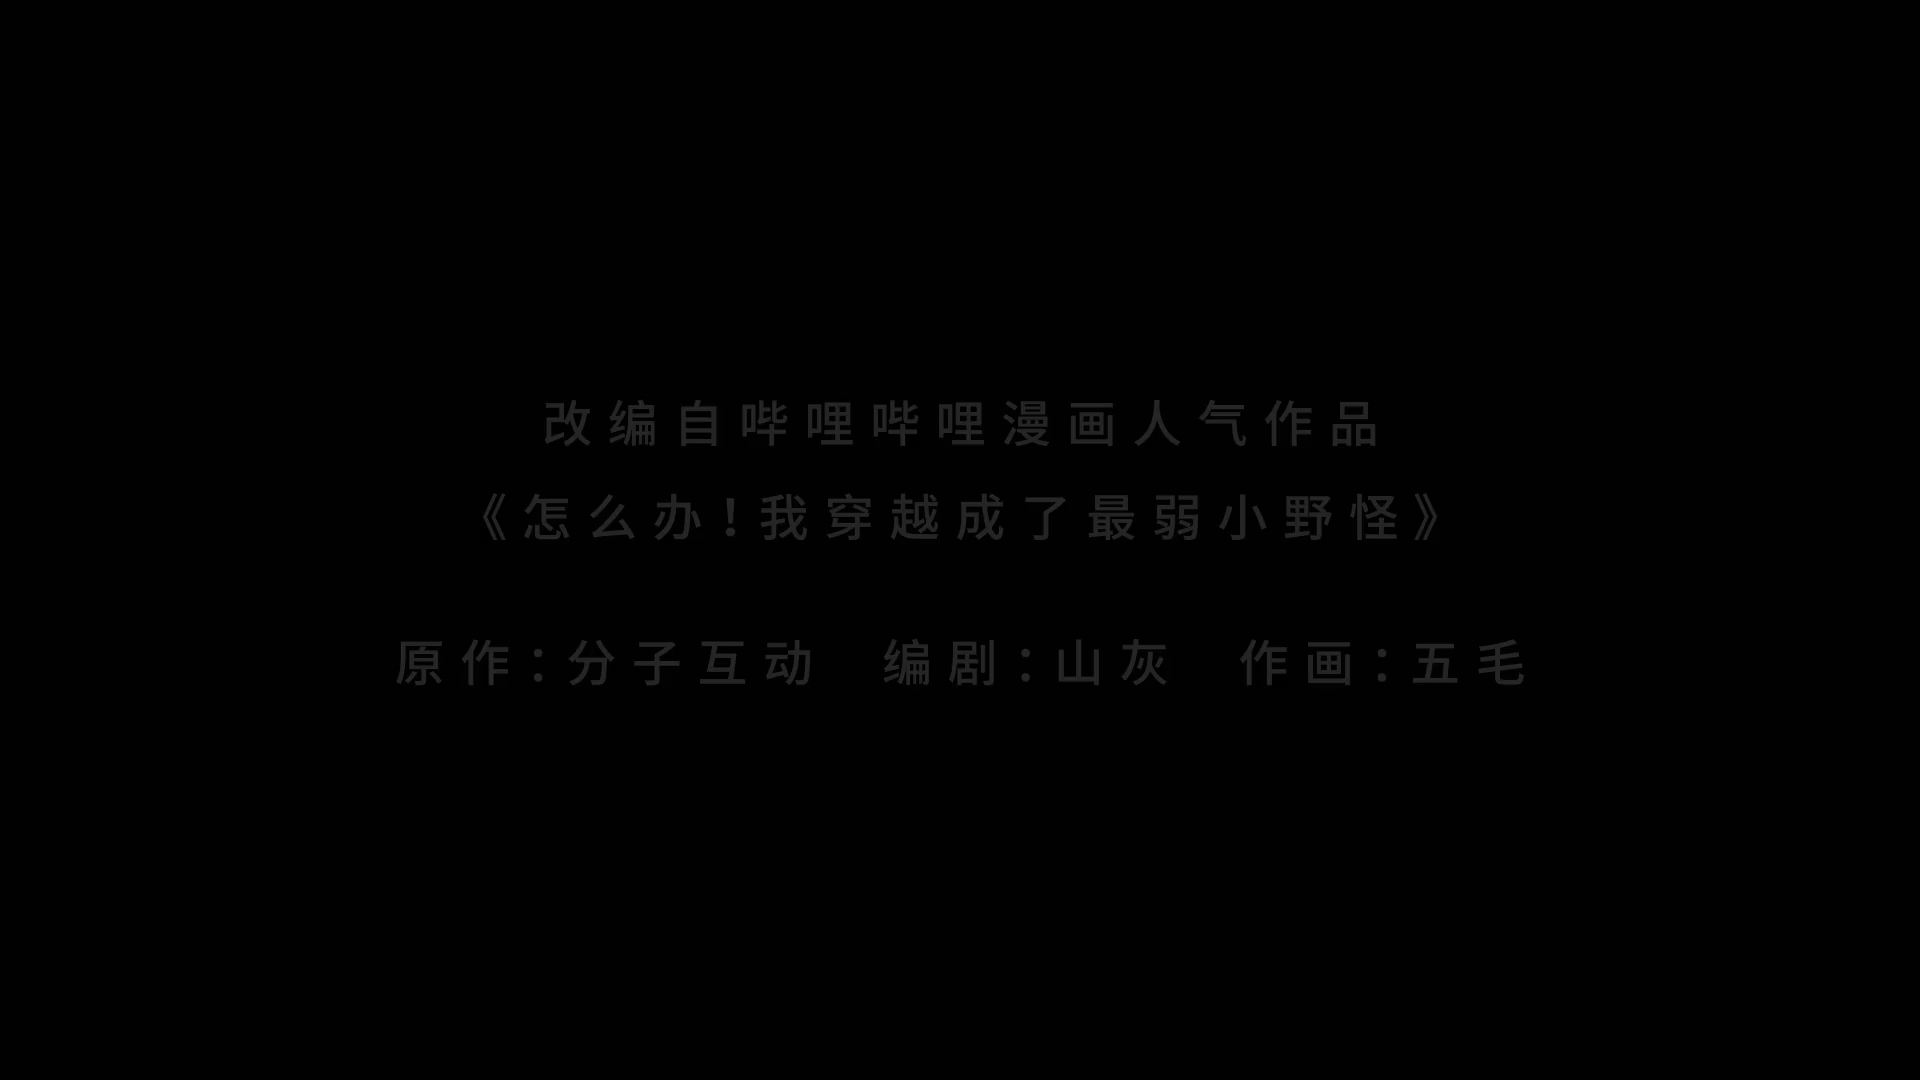 改编自哔哩哔哩漫画人气作品
《怎么办！我穿越成了最弱小野怪》
原作：分子互动　编剧：山灰　作画：五毛